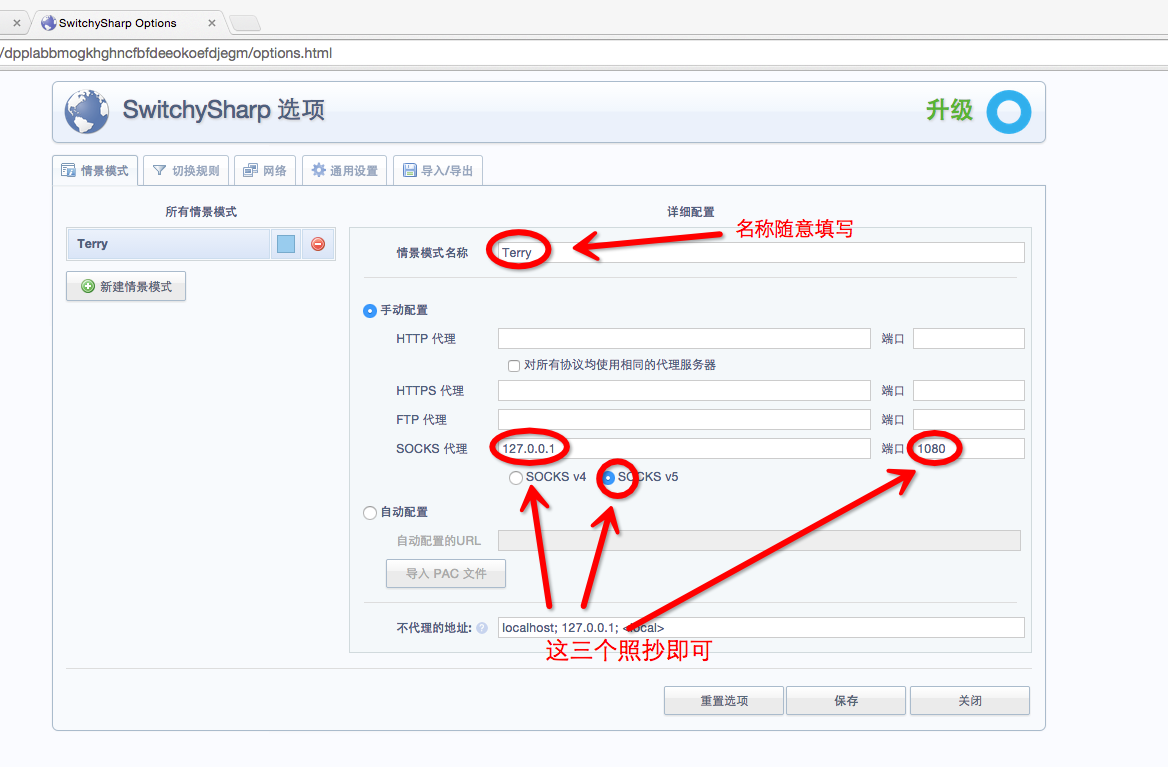 SwitchySharp Options
/dpplabbmogkhghncfbfdeeokoefdjegm/options.html
SwitchySharp 选项
升级
情景模式
切换规则
网络
通用设置
导入/导出
所有情景模式
详细配置
Terry
新建情景模式
情景模式名称
Terry
名称随意填写
手动配置
HTTP 代理
端口
对所有协议均使用相同的代理服务器
HTTPS 代理
端口
FTP 代理
端口
SOCKS 代理
127.0.0.1
端口
1080
SOCKS v4
SOCKS v5
自动配置
自动配置的URL
导入 PAC 文件
不代理的地址:
?
localhost; 127.0.0.1; <local>
这三个照抄即可
重置选项
保存
关闭